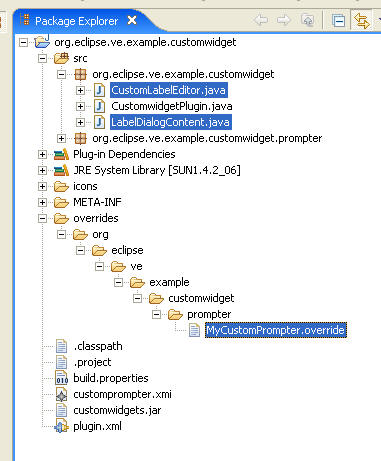 Package Explorer
org.eclipse.ve.example.customwidget
src
org.eclipse.ve.example.customwidget
CustomLabelEditor.java
CustomwidgetPlugin.java
LabelDialogContent.java
org.eclipse.ve.example.customwidget.prompter
Plug-in Dependencies
JRE System Library [SUN1.4.2_06]
icons
META-INF
overrides
org
eclipse
ve
example
customwidget
prompter
MyCustomPrompter.override
.classpath
.project
build.properties
customprompter.xmi
customwidgets.jar
plugin.xml